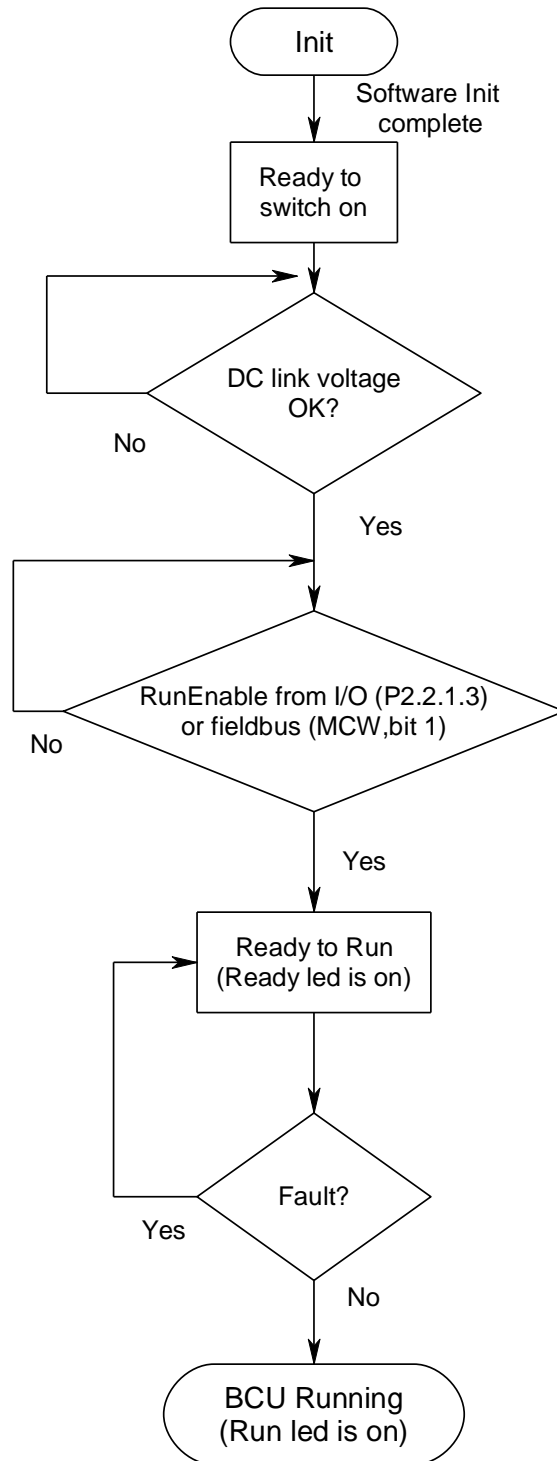 Init
Software Init
complete
Ready to
switch on
DC link voltage
OK?
No
Yes
RunEnable from I/O (P2.2.1.3)
or fieldbus (MCW,bit 1)
No
Yes
Ready to Run
(Ready led is on)
Fault?
Yes
No
BCU Running
(Run led is on)